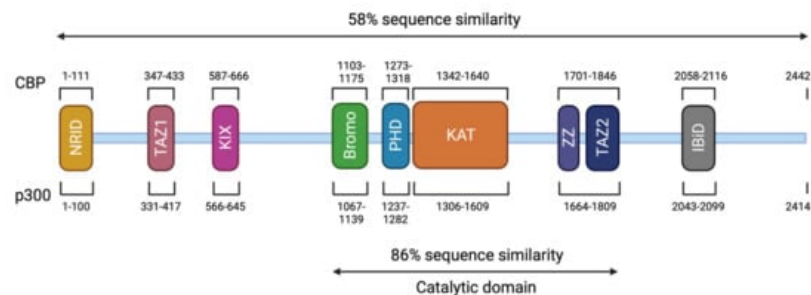 58% sequence similarity
1103- 1273-
CBP 1-111 347-433 587-666 1175 1318 1342-1640 1701-1846 2058-2116 2442
NRID TAZ1 KIX Bromo PHD KAT ZZ TAZ2 IBiD
p300 1-100 331-417 566-645 1067- 1237- 1306-1609 1664-1809 2043-2099 2414
1139 1282
86% sequence similarity
Catalytic domain